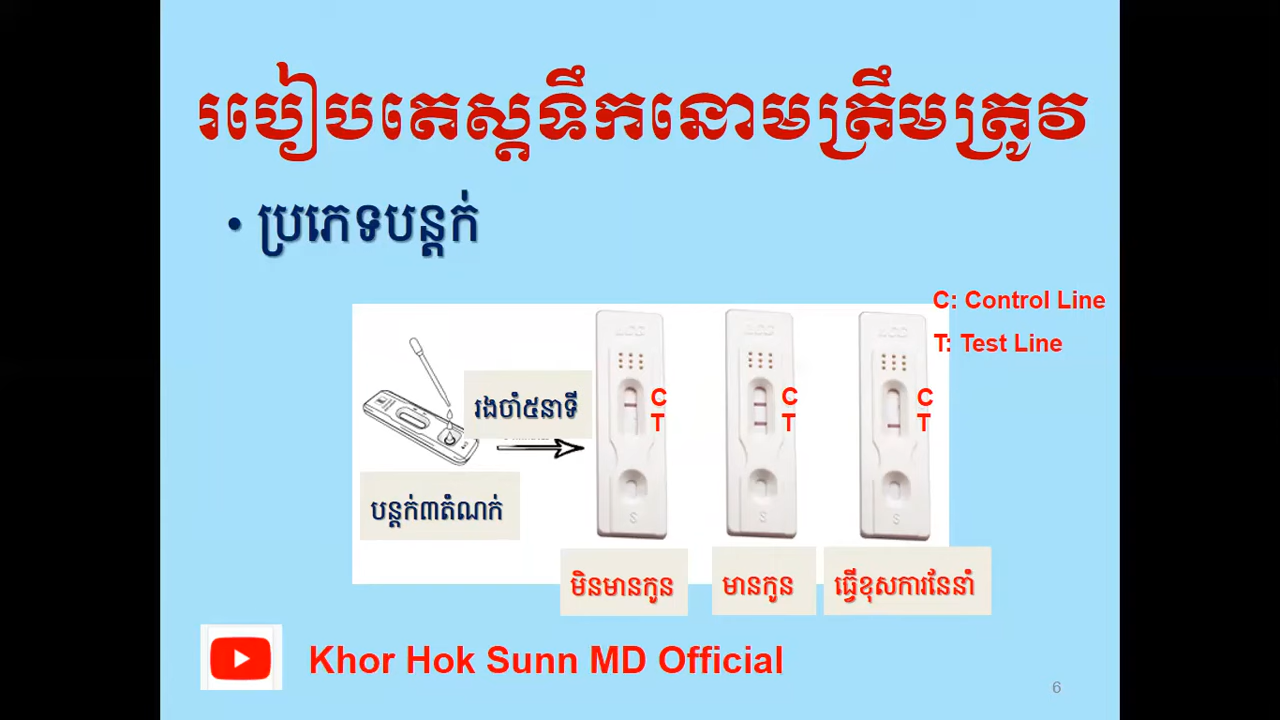 របៀបតេស្តទឹកនោមត្រឹមត្រូវ
• ប្រភេទបន្តក់
C: Control Line
T: Test Line
រងចាំ៥នាទី
បន្តក់៣តំណក់
C
T
C
T
C
T
S
S
S
មិនមានកូន
មានកូន
ធ្វើខុសការនែនាំ
Khor Hok Sunn MD Official
6